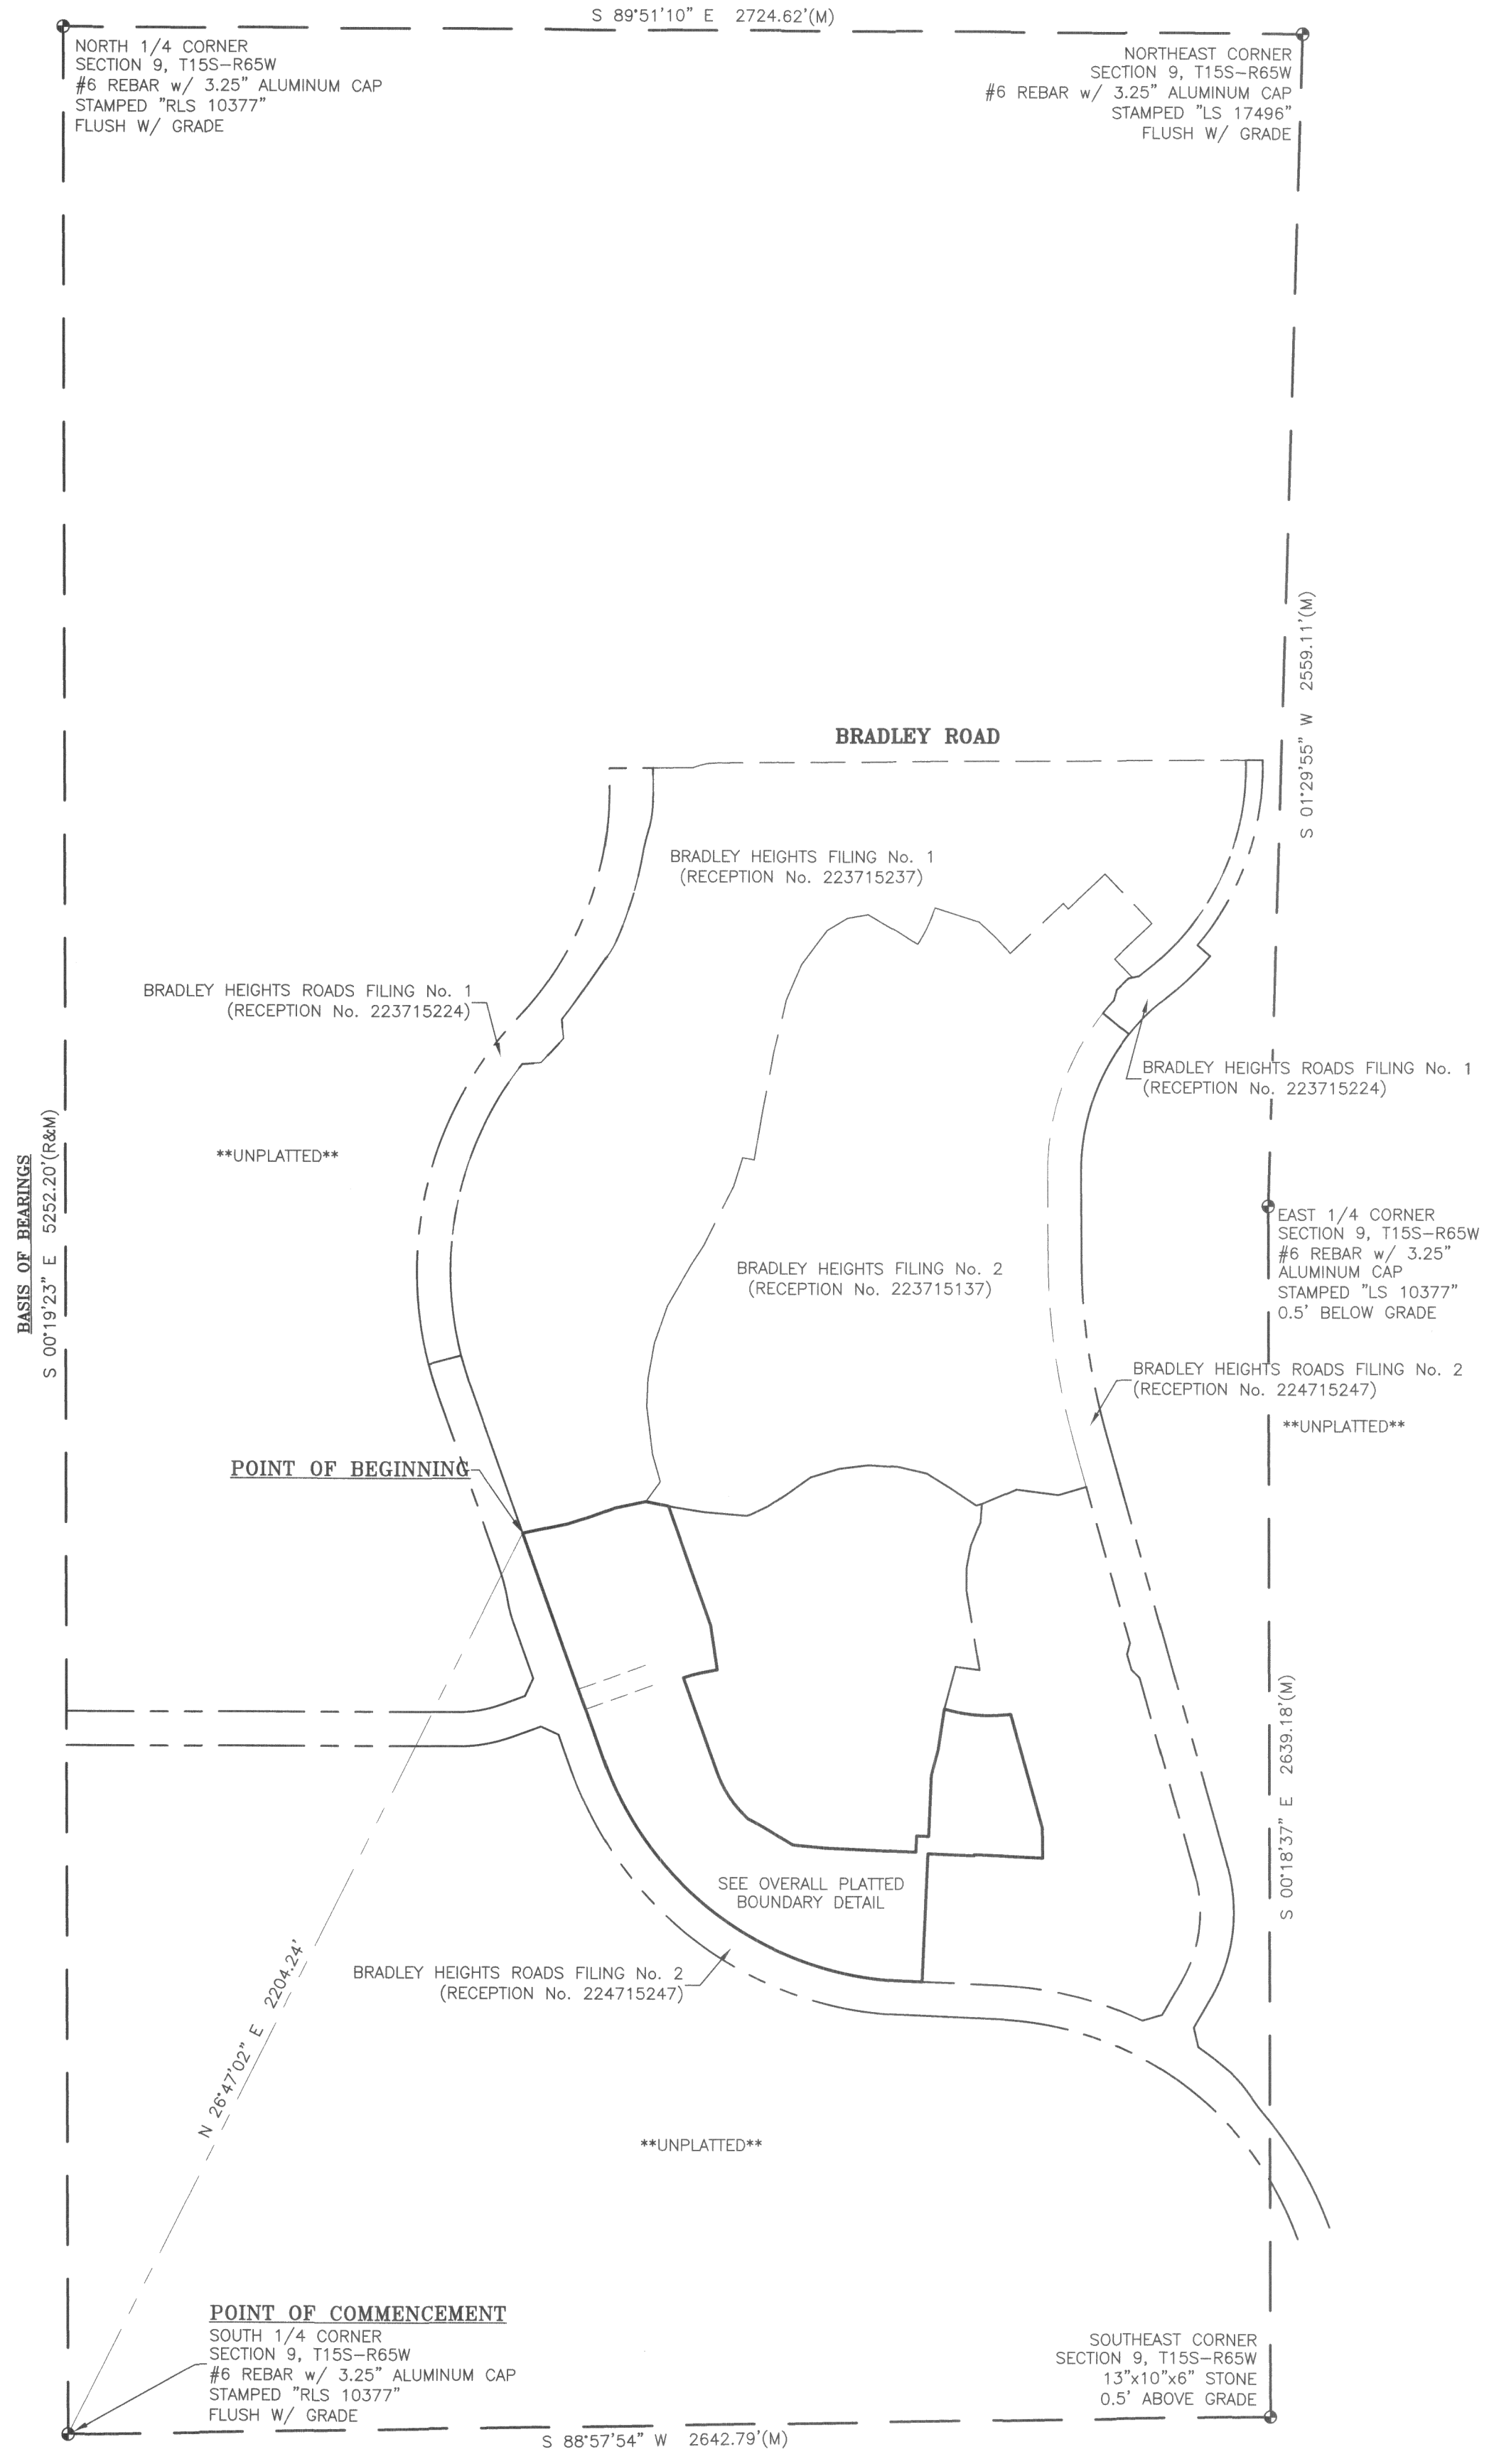 S 89°51'10" E 2724.62'(M)
NORTH 1/4 CORNER
SECTION 9, T15S-R65W
#6 REBAR w/ 3.25" ALUMINUM CAP
STAMPED "RLS 10377"
FLUSH W/ GRADE
NORTHEAST CORNER
SECTION 9, T15S-R65W
#6 REBAR w/ 3.25" ALUMINUM CAP
STAMPED "LS 17496"
FLUSH W/ GRADE
S 01°29'55" W 2559.11'(M)
BRADLEY ROAD
BRADLEY HEIGHTS FILING No. 1
(RECEPTION No. 223715237)
BRADLEY HEIGHTS ROADS FILING No. 1
(RECEPTION No. 223715224)
BRADLEY HEIGHTS ROADS FILING No. 1
(RECEPTION No. 223715224)
**UNPLATTED**
BASIS OF BEARINGS
S 00°19'23" E 5252.20'(R&M)
EAST 1/4 CORNER
SECTION 9, T15S-R65W
#6 REBAR w/ 3.25"
ALUMINUM CAP
STAMPED "LS 10377"
0.5' BELOW GRADE
BRADLEY HEIGHTS FILING No. 2
(RECEPTION No. 223715137)
BRADLEY HEIGHTS ROADS FILING No. 2
(RECEPTION No. 224715247)
**UNPLATTED**
POINT OF BEGINNING
S 00°18'37" E 2639.18'(M)
SEE OVERALL PLATTED
BOUNDARY DETAIL
BRADLEY HEIGHTS ROADS FILING No. 2
(RECEPTION No. 224715247)
N 26°47'02" E 2204.24'
**UNPLATTED**
POINT OF COMMENCEMENT
SOUTH 1/4 CORNER
SECTION 9, T15S-R65W
#6 REBAR w/ 3.25" ALUMINUM CAP
STAMPED "RLS 10377"
FLUSH W/ GRADE
SOUTHEAST CORNER
SECTION 9, T15S-R65W
13"x10"x6" STONE
0.5' ABOVE GRADE
S 88°57'54" W 2642.79'(M)